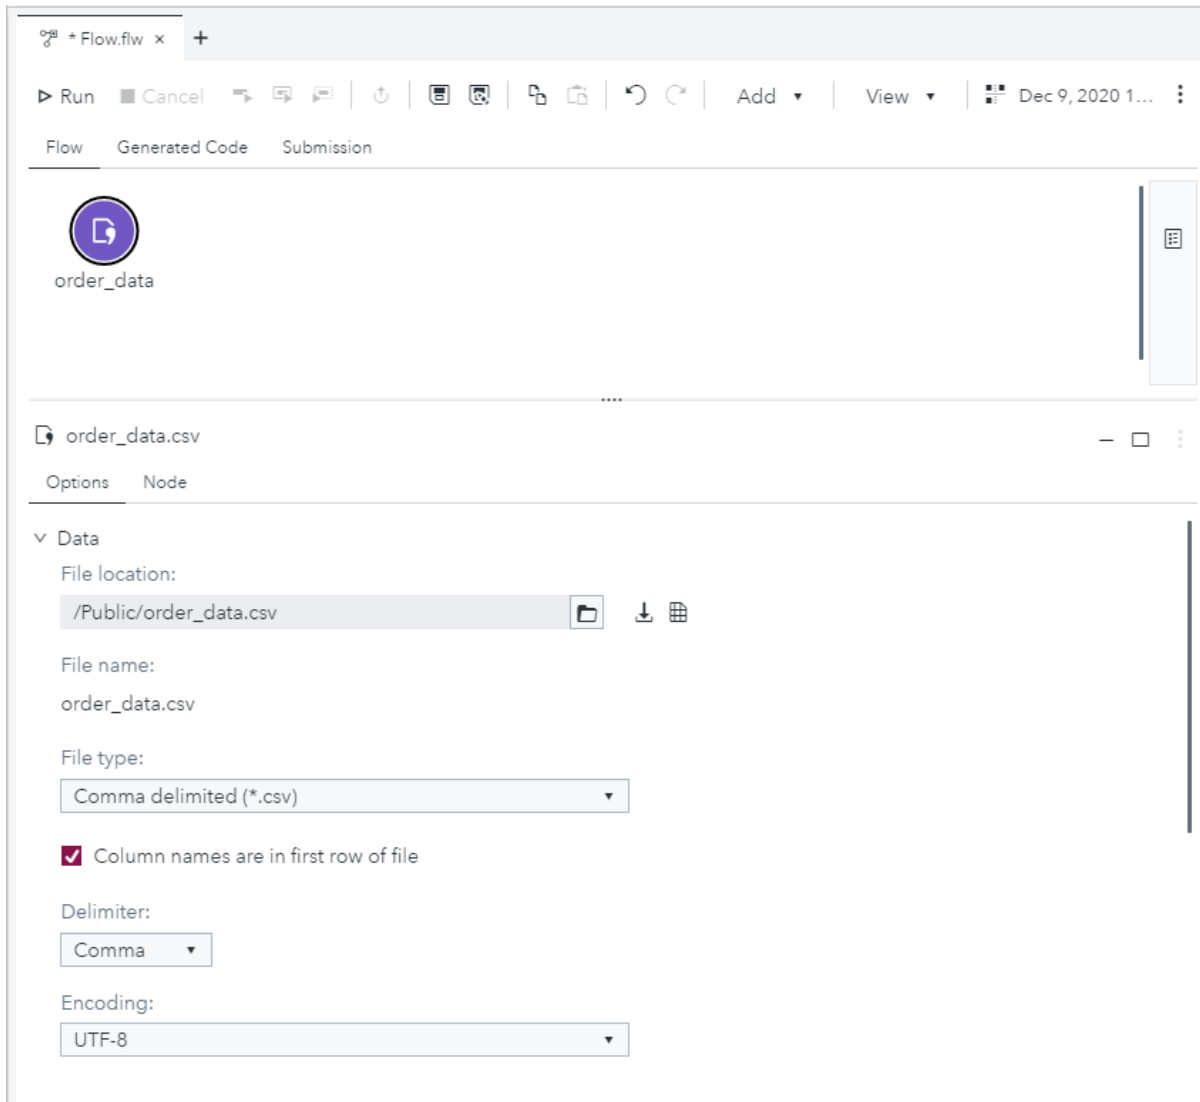 * Flow.flw × +
Run Cancel Add View Dec 9, 2020 1...
Flow Generated Code Submission
order_data
order_data.csv
Options Node
Data
File location:
/Public/order_data.csv
File name:
order_data.csv
File type:
Comma delimited (*.csv)
Column names are in first row of file
Delimiter:
Comma
Encoding:
UTF-8